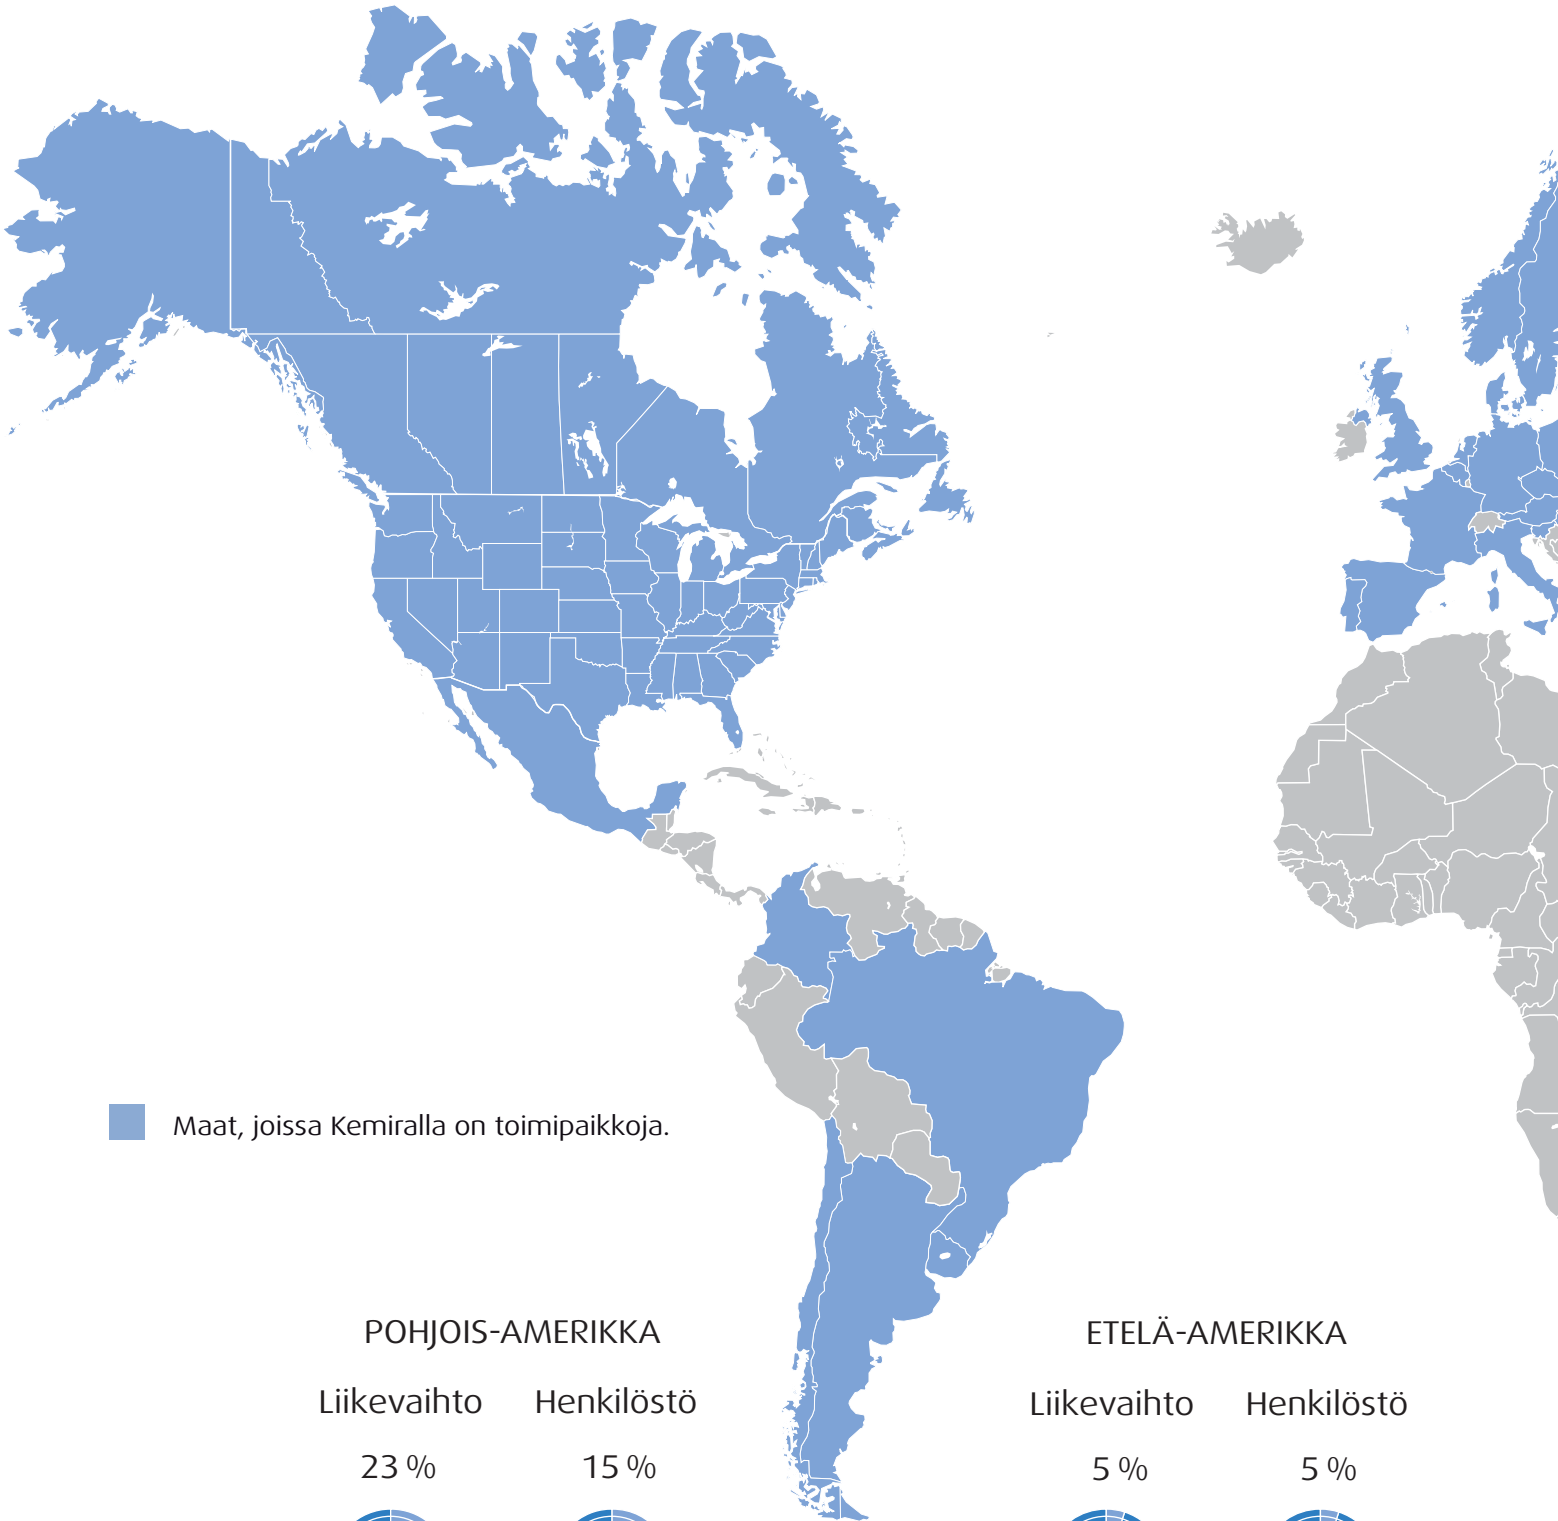 Maat, joissa Kemiralla on toimipaikkoja.
POHJOIS-AMERIKKA
Liikevaihto Henkilöstö
23 % 15 %
ETELÄ-AMERIKKA
Liikevaihto Henkilöstö
5 % 5 %